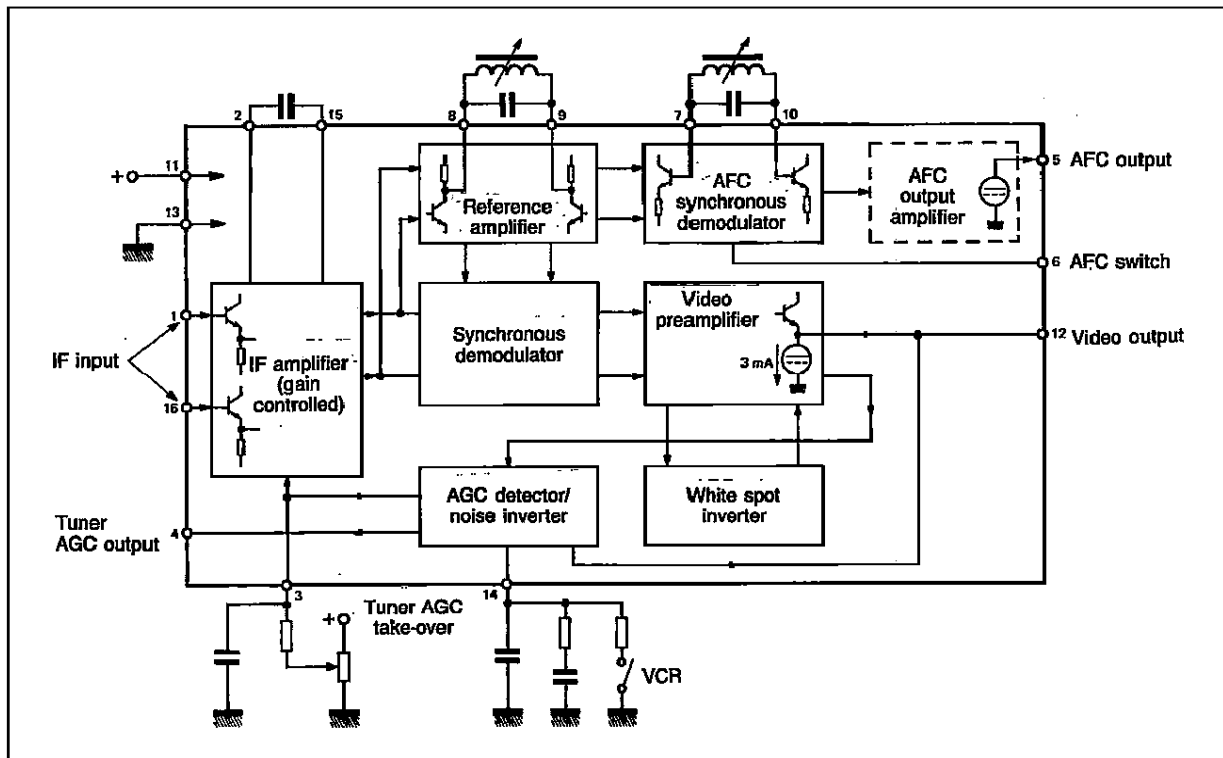 2
15
8
9
7
10
11
+
13
Reference
amplifier
AFC
synchronous
demodulator
AFC
output
amplifier
5 AFC output
6 AFC switch
1
IF input
16
IF amplifier
(gain
controlled)
Synchronous
demodulator
Video
preamplifier
3 mA
12 Video output
AGC detector/
noise inverter
White spot
inverter
Tuner
AGC output
4
3
14
Tuner AGC
take-over
+
VCR